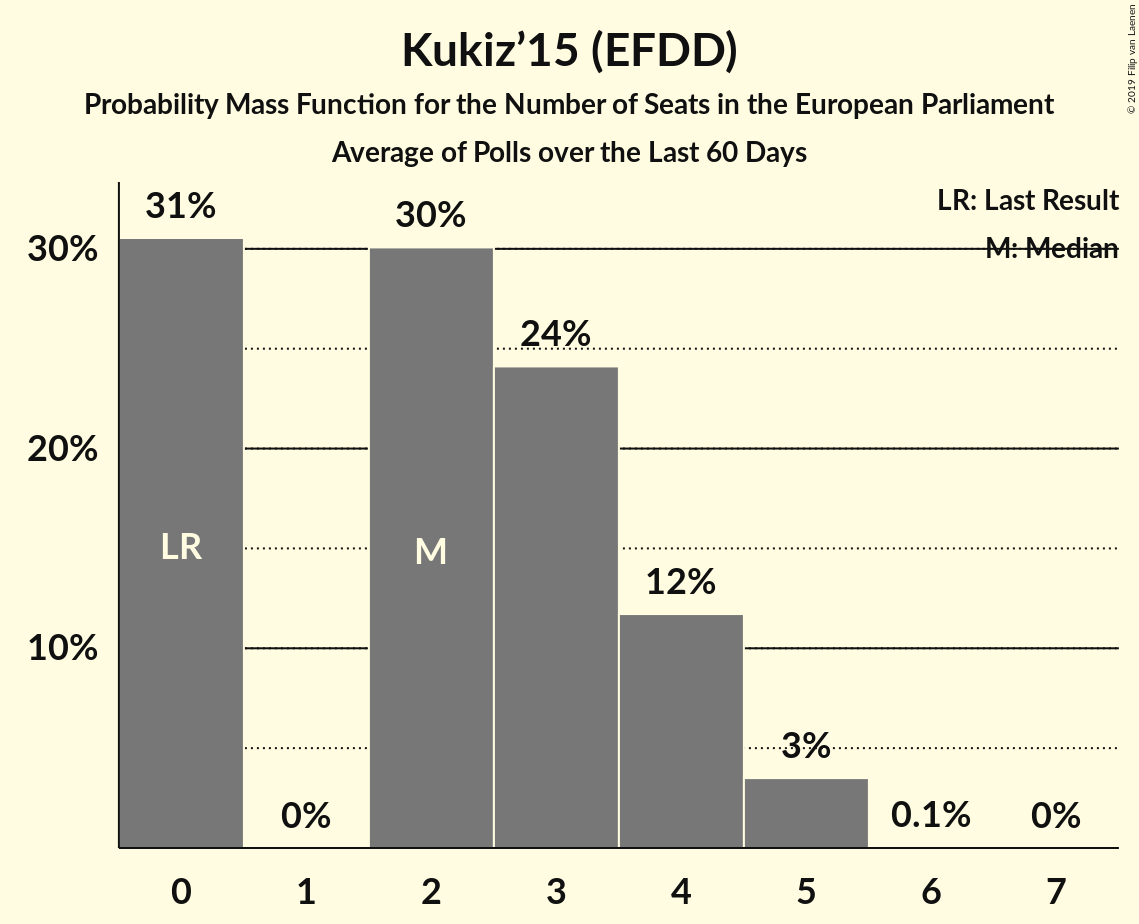 Kukiz’15 (EFDD)
Probability Mass Function for the Number of Seats in the European Parliament
Average of Polls over the Last 60 Days
© 2019 Filip van Laenen
LR: Last Result
M: Median
31%
30%
24%
12%
3%
0%
0.1%
0%
LR
M
30%
20%
10%
0 1 2 3 4 5 6 7